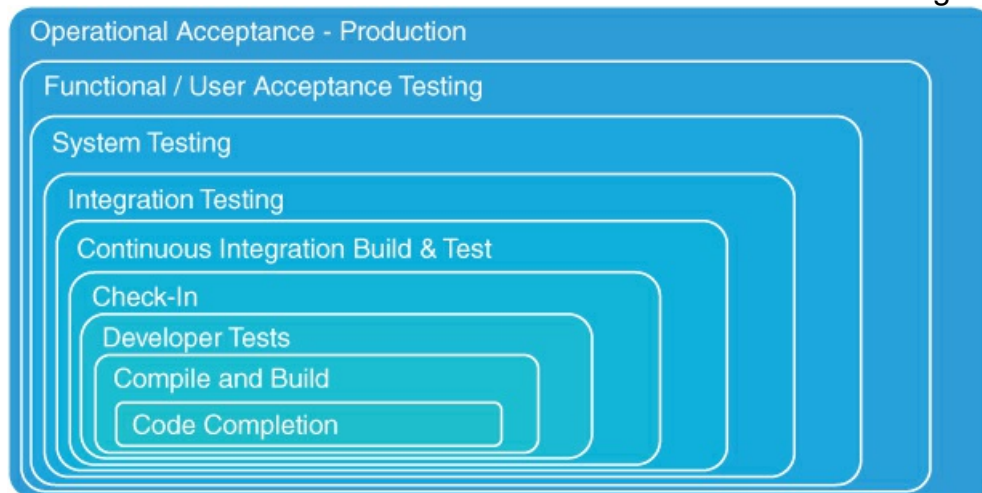 Operational Acceptance - Production
Functional / User Acceptance Testing
System Testing
Integration Testing
Continuous Integration Build & Test
Check-In
Developer Tests
Compile and Build
Code Completion